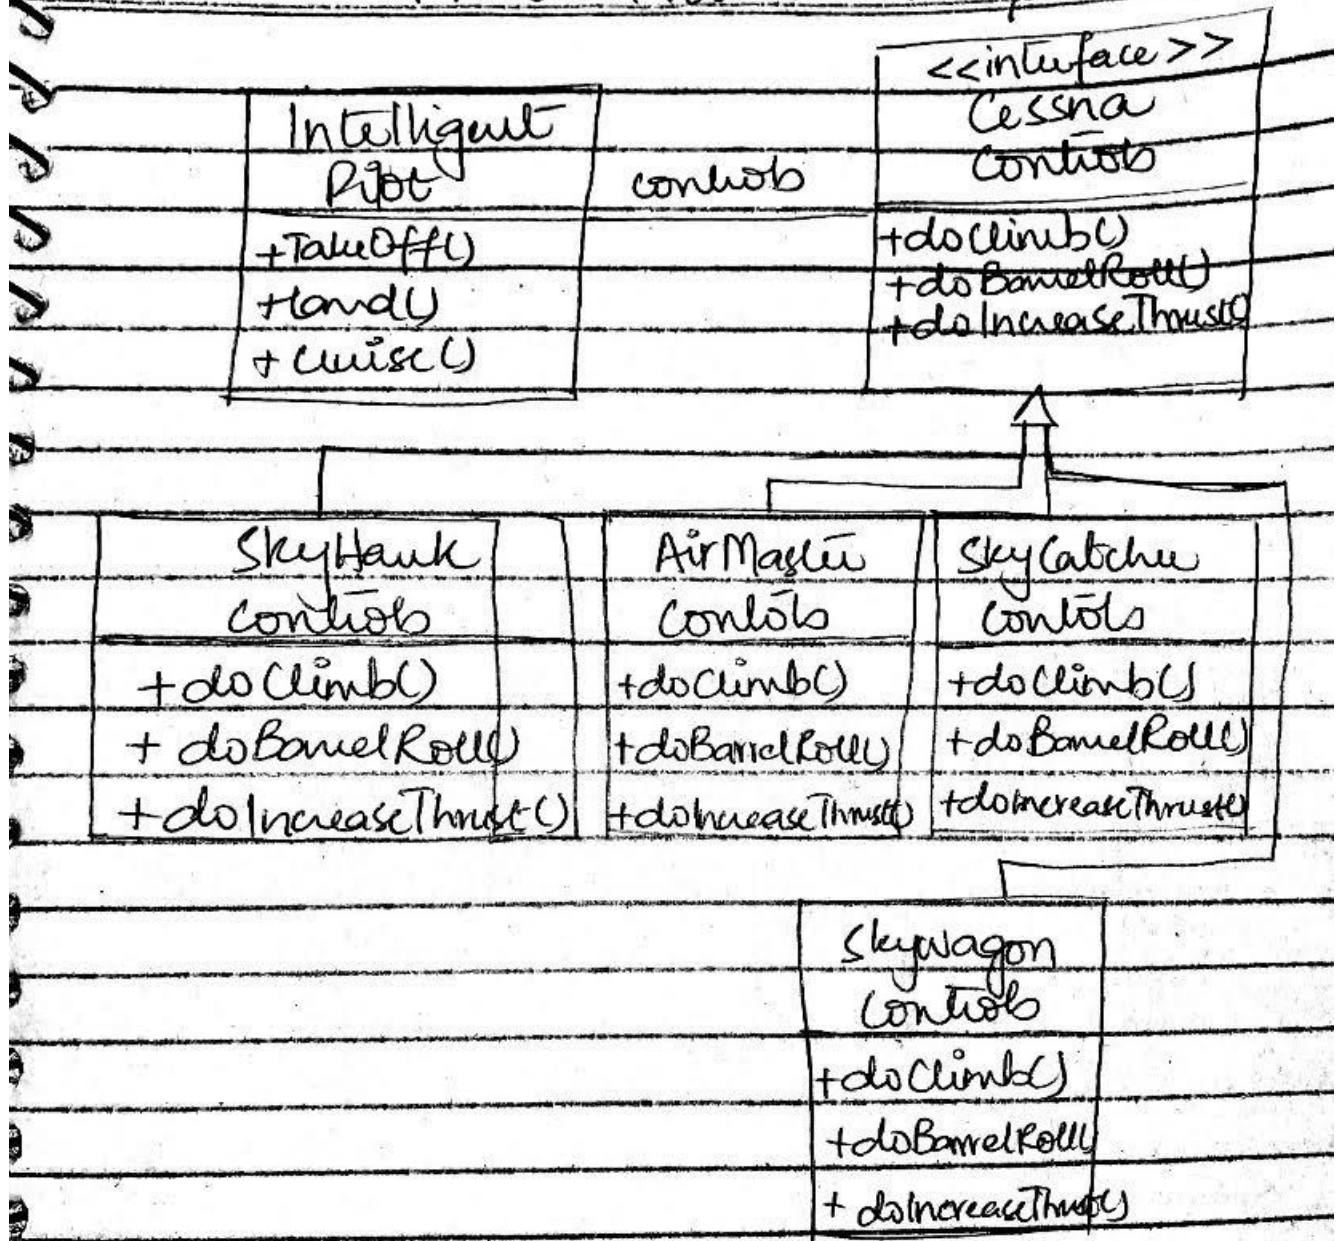 <<interface>>
Cessna
Controls
Intelligent
Pilot
controls
+TakeOff()
+Land()
+cruise()
+doClimb()
+doBarrelRoll()
+doIncreaseThrust()
SkyHawk
Controls
+doClimb()
+ doBarrelRoll()
+doIncreaseThrust()
AirMaster
Controls
+doClimb()
+doBarrelRoll()
+doIncreaseThrust()
SkyCatcher
Contols
+doClimb()
+doBarrelRoll()
+doIncreaseThrust()
Skywagon
Controls
+doClimb()
+doBarrelRoll()
+ doIncreaseThrust()